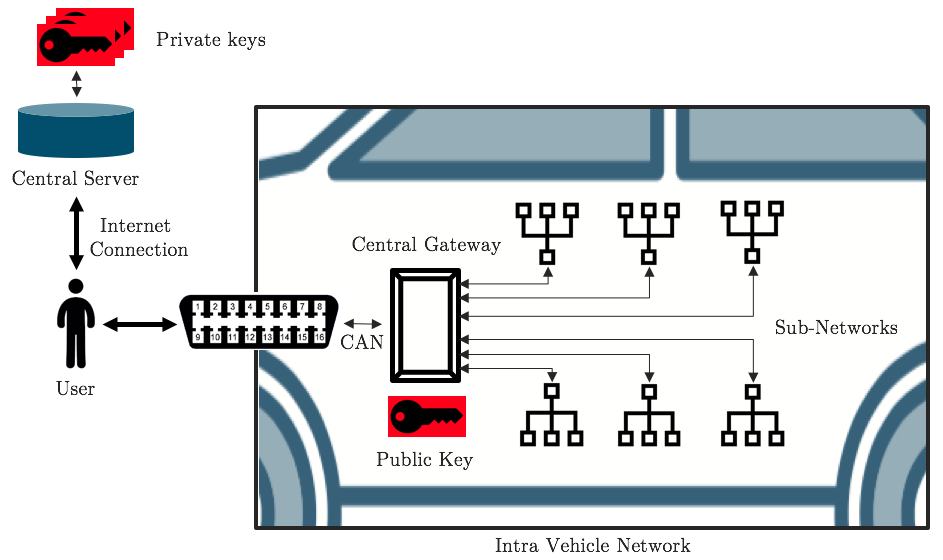 Private keys
Central Server
Internet
Connection
User
1 2 3 4 5 6 7 8
9 10 11 12 13 14 15 16
CAN
Central Gateway
Sub-Networks
Public Key
Intra Vehicle Network